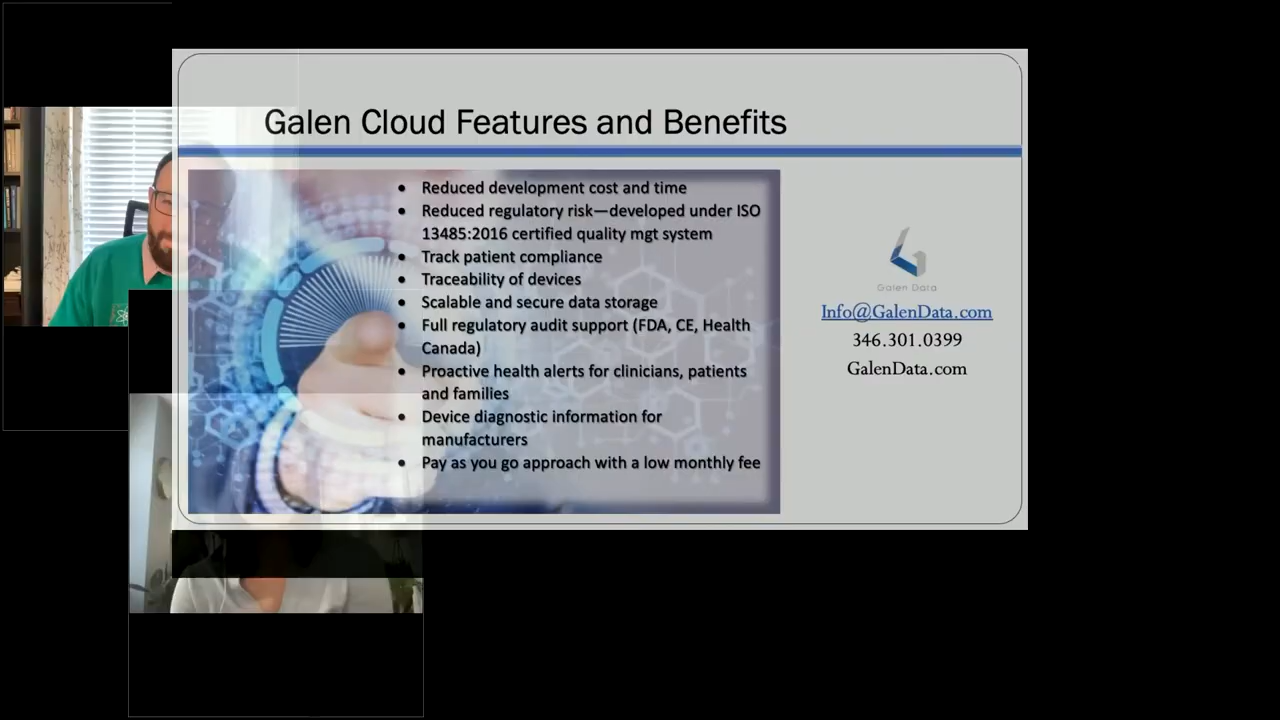 Galen Cloud Features and Benefits
• Reduced development cost and time
• Reduced regulatory risk—developed under ISO
13485:2016 certified quality mgt system
• Track patient compliance
• Traceability of devices
• Scalable and secure data storage
• Full regulatory audit support (FDA, CE, Health
Canada)
• Proactive health alerts for clinicians, patients
and families
• Device diagnostic information for
manufacturers
• Pay as you go approach with a low monthly fee
Galen Data
Info@GalenData.com
346.301.0399
GalenData.com